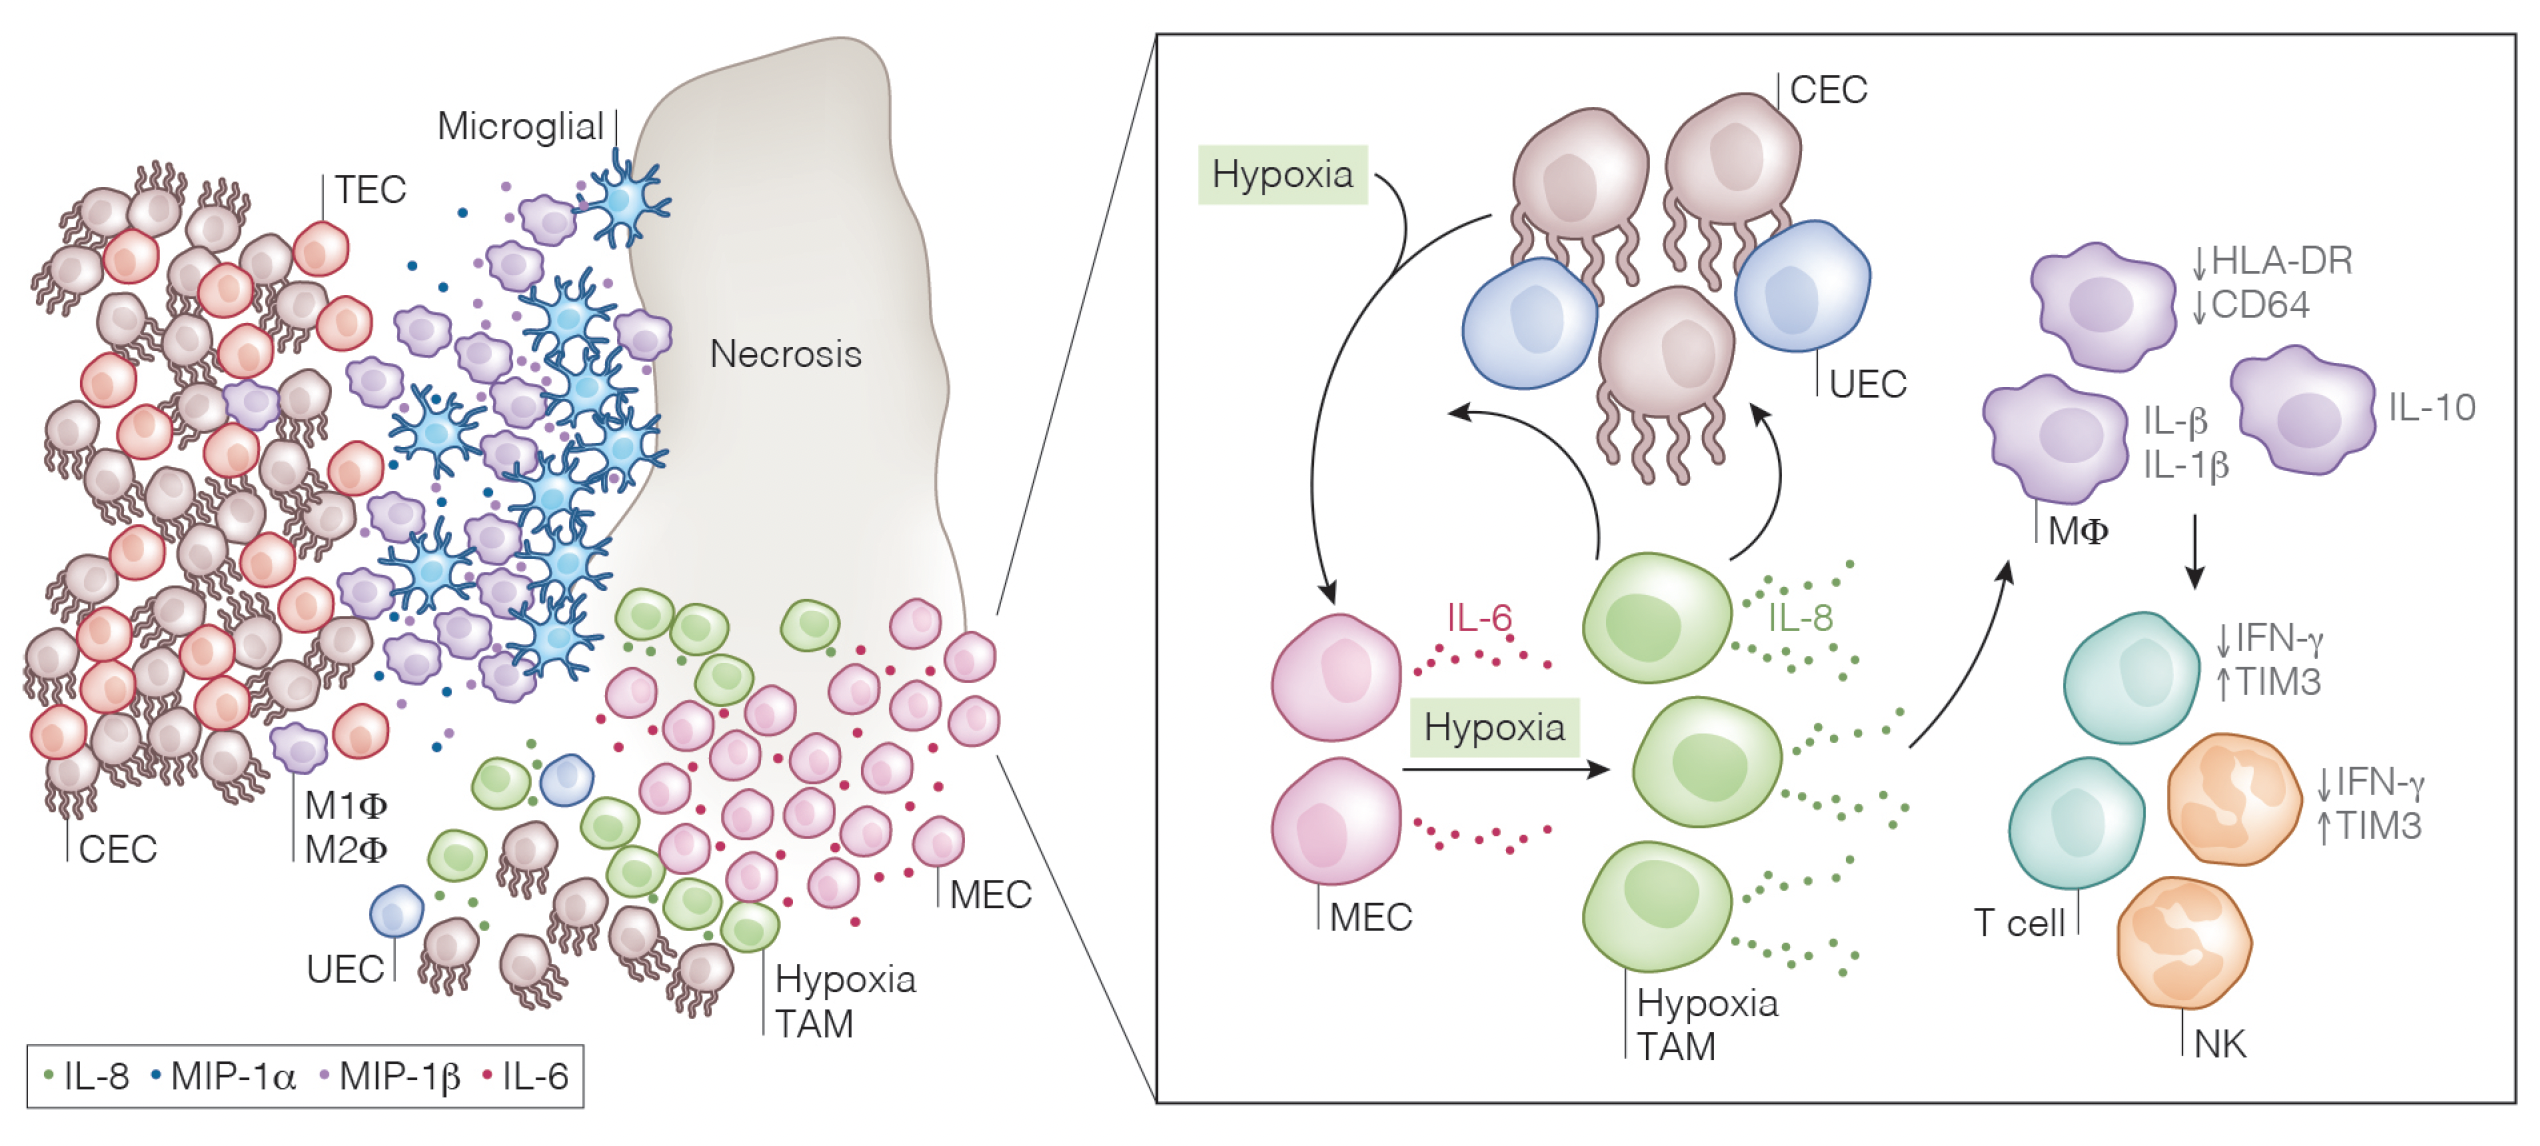 Microglial
TEC
Necrosis
M1Φ
M2Φ
CEC
UEC
Hypoxia
TAM
MEC
IL-8 MIP-1α MIP-1β IL-6
CEC
Hypoxia
UEC
IL-6
IL-8
Hypoxia
MEC
Hypoxia
TAM
↓HLA-DR
↓CD64
IL-10
IL-β
IL-1β
MΦ
↓IFN-γ
↑TIM3
↓IFN-γ
↑TIM3
T cell
NK